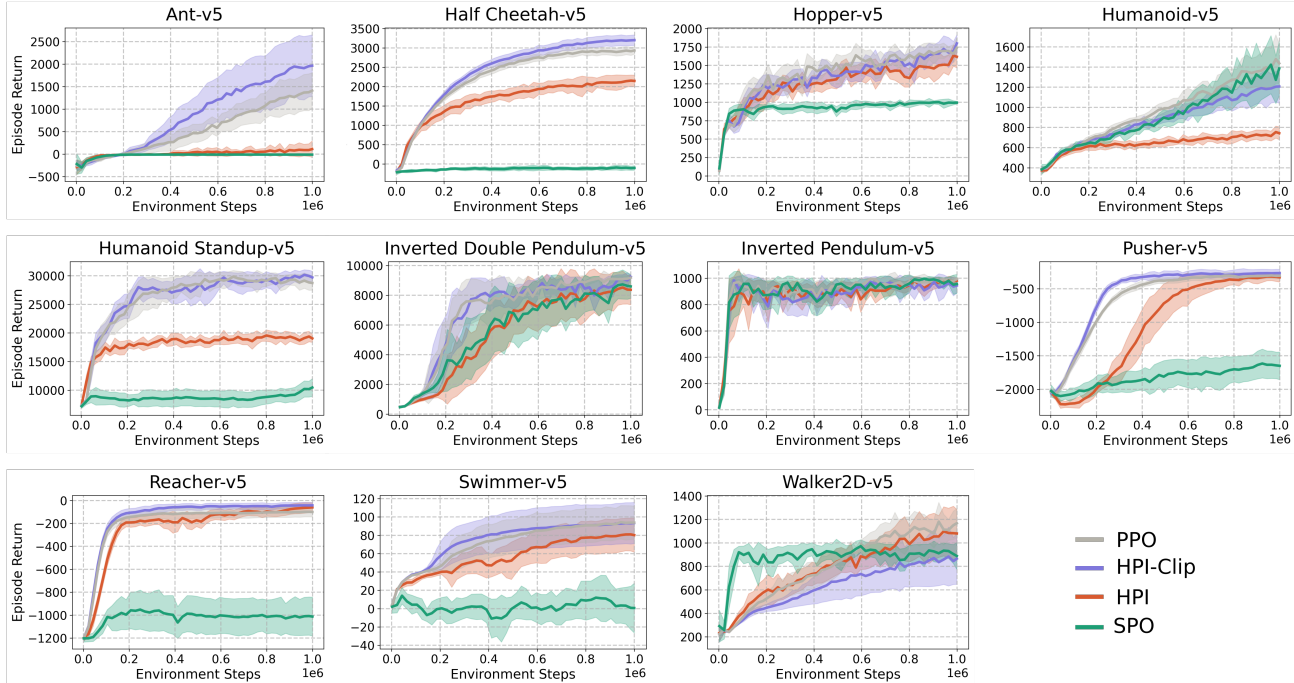 Ant-v5
Half Cheetah-v5
Hopper-v5
Humanoid-v5
Episode Return
2500
2000
1500
1000
500
0
−500
0.0 0.2 0.4 0.6 0.8 1.0
Environment Steps 1e6
3500
3000
2500
2000
1500
1000
500
0
0.0 0.2 0.4 0.6 0.8 1.0
Environment Steps 1e6
2000
1750
1500
1250
1000
750
500
250
0
0.0 0.2 0.4 0.6 0.8 1.0
Environment Steps 1e6
1600
1400
1200
1000
800
600
400
0.0 0.2 0.4 0.6 0.8 1.0
Environment Steps 1e6
Humanoid Standup-v5
Inverted Double Pendulum-v5
Inverted Pendulum-v5
Pusher-v5
Episode Return
30000
25000
20000
15000
10000
0.0 0.2 0.4 0.6 0.8 1.0
Environment Steps 1e6
10000
8000
6000
4000
2000
0
0.0 0.2 0.4 0.6 0.8 1.0
Environment Steps 1e6
1000
800
600
400
200
0
0.0 0.2 0.4 0.6 0.8 1.0
Environment Steps 1e6
−500
−1000
−1500
−2000
0.0 0.2 0.4 0.6 0.8 1.0
Environment Steps 1e6
Reacher-v5
Swimmer-v5
Walker2D-v5
Episode Return
0
−200
−400
−600
−800
−1000
−1200
0.0 0.2 0.4 0.6 0.8 1.0
Environment Steps 1e6
120
100
80
60
40
20
0
−20
−40
0.0 0.2 0.4 0.6 0.8 1.0
Environment Steps 1e6
1400
1200
1000
800
600
400
200
0.0 0.2 0.4 0.6 0.8 1.0
Environment Steps 1e6
PPO
HPI-Clip
HPI
SPO